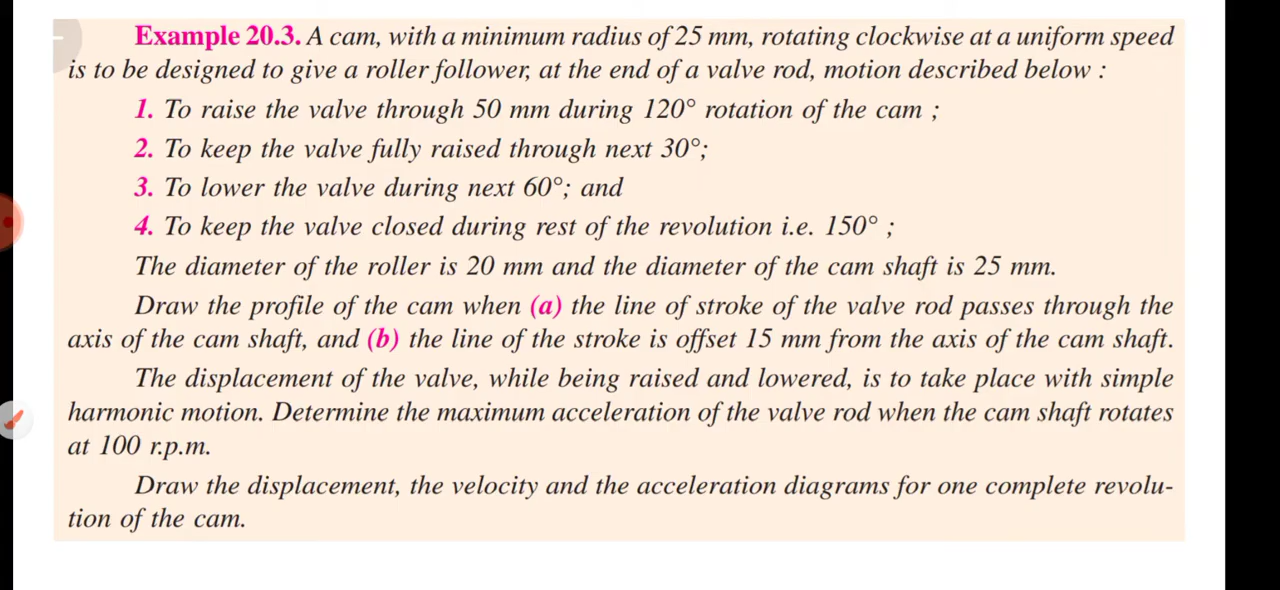 Example 20.3. A cam, with a minimum radius of 25 mm, rotating clockwise at a uniform speed
is to be designed to give a roller follower, at the end of a valve rod, motion described below :
1. To raise the valve through 50 mm during 120° rotation of the cam ;
2. To keep the valve fully raised through next 30°;
3. To lower the valve during next 60°; and
4. To keep the valve closed during rest of the revolution i.e. 150° ;
The diameter of the roller is 20 mm and the diameter of the cam shaft is 25 mm.
Draw the profile of the cam when (a) the line of stroke of the valve rod passes through the
axis of the cam shaft, and (b) the line of the stroke is offset 15 mm from the axis of the cam shaft.
The displacement of the valve, while being raised and lowered, is to take place with simple
harmonic motion. Determine the maximum acceleration of the valve rod when the cam shaft rotates
at 100 r.p.m.
Draw the displacement, the velocity and the acceleration diagrams for one complete revolu-
tion of the cam.